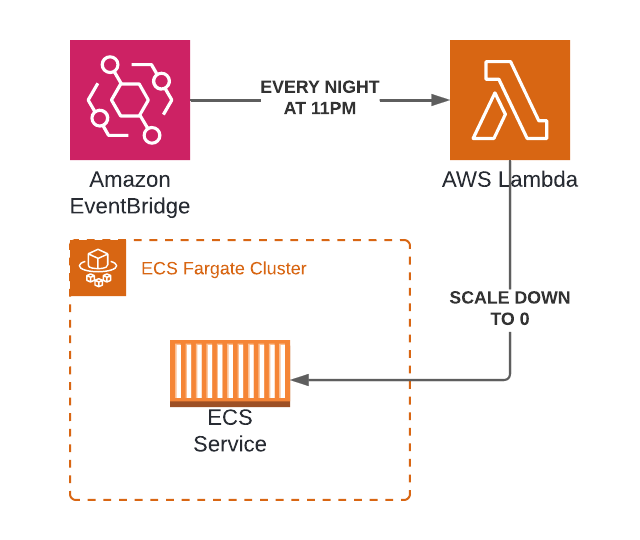 EVERY NIGHT
AT 11PM
Amazon
EventBridge
AWS Lambda
ECS Fargate Cluster
SCALE DOWN
TO 0
ECS
Service